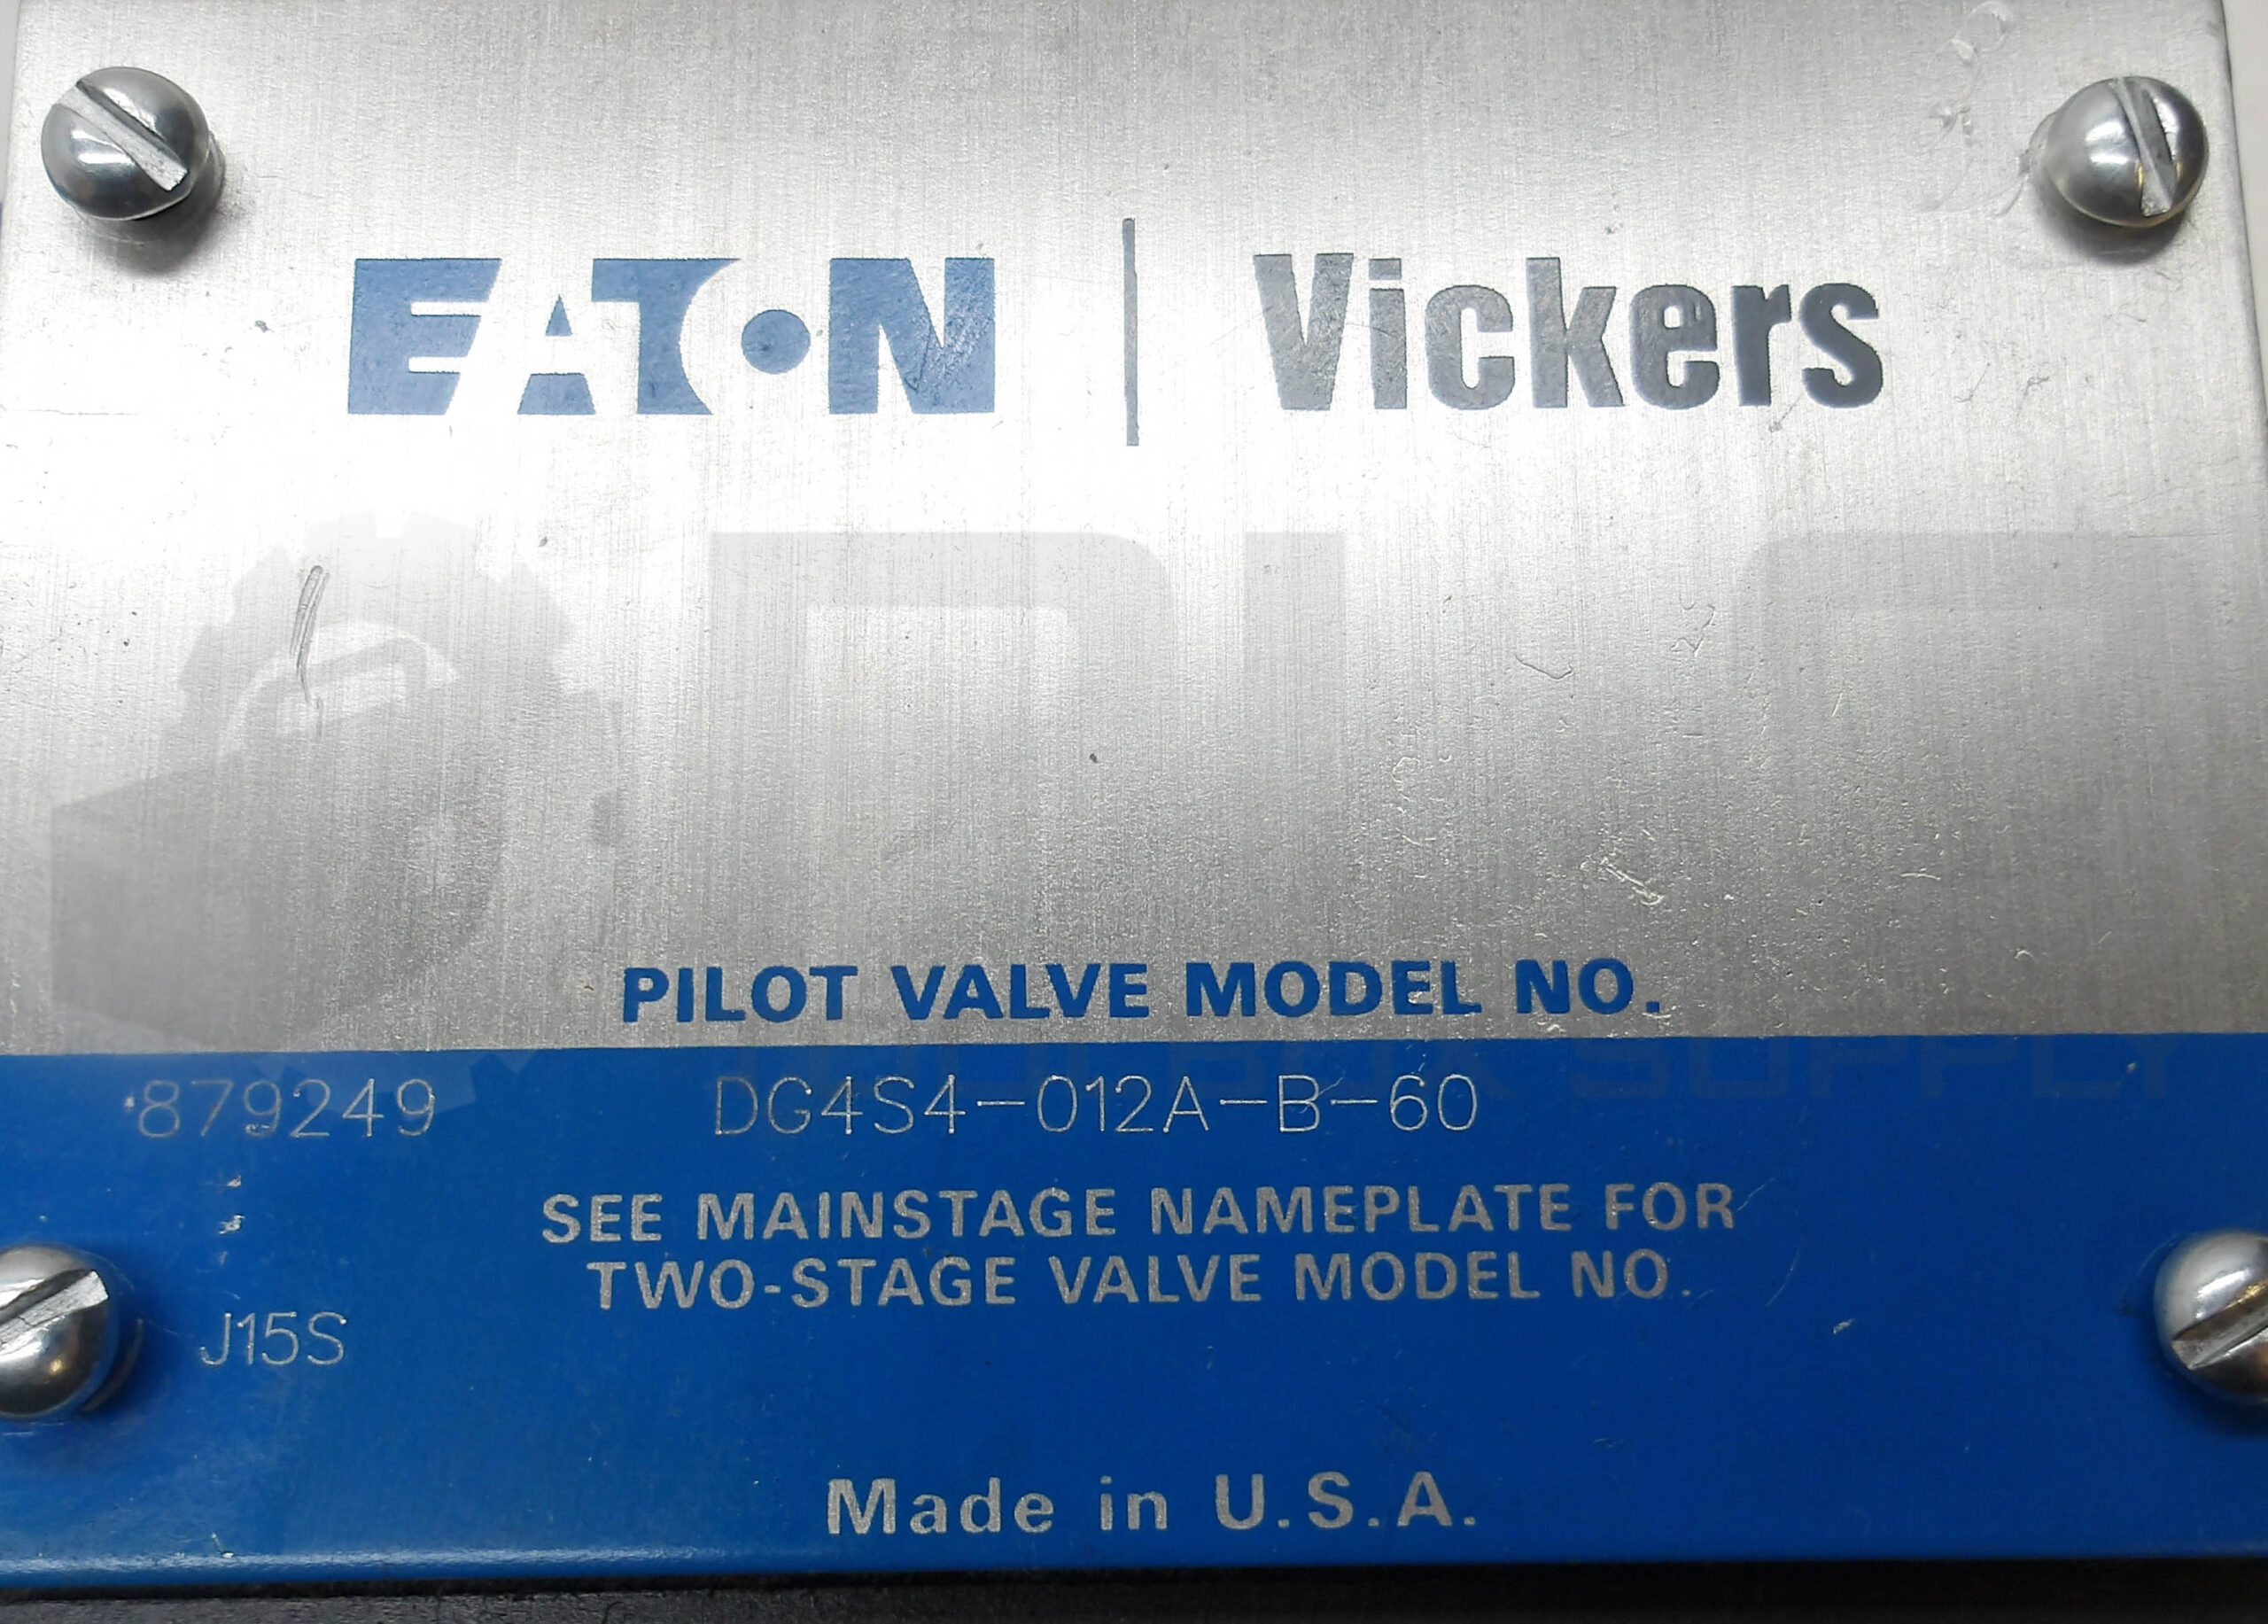 EATON | Vickers
PILOT VALVE MODEL NO.
879249 DG4S4-012A-B-60
SEE MAINSTAGE NAMEPLATE FOR
TWO-STAGE VALVE MODEL NO.
J15S
Made in U.S.A.